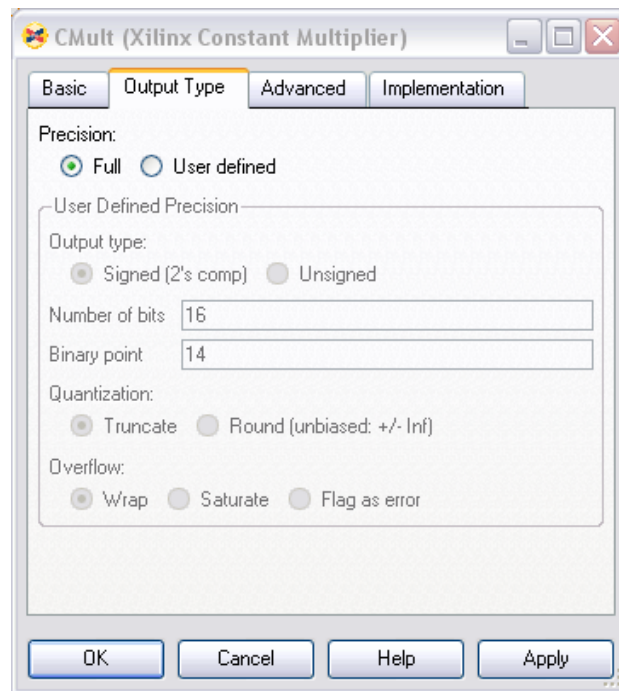 CMult (Xilinx Constant Multiplier)
Basic Output Type Advanced Implementation
Precision:
Full User defined
User Defined Precision
Output type:
Signed (2's comp) Unsigned
Number of bits 16
Binary point 14
Quantization:
Truncate Round (unbiased: +/- Inf)
Overflow:
Wrap Saturate Flag as error
OK Cancel Help Apply